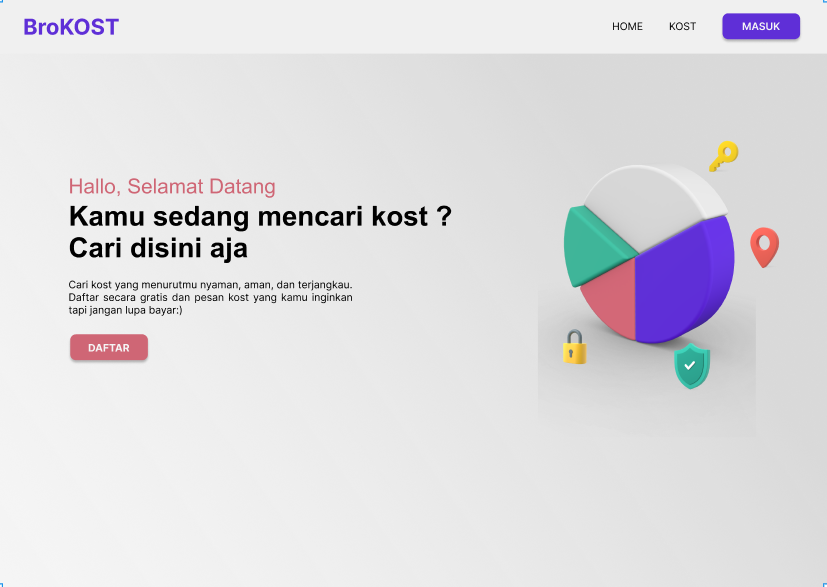 BroKOST
HOME
KOST
MASUK
Hallo, Selamat Datang
Kamu sedang mencari kost ?
Cari disini aja
Cari kost yang menurutmu nyaman, aman, dan terjangkau.
Daftar secara gratis dan pesan kost yang kamu inginkan
tapi jangan lupa bayar:)
DAFTAR